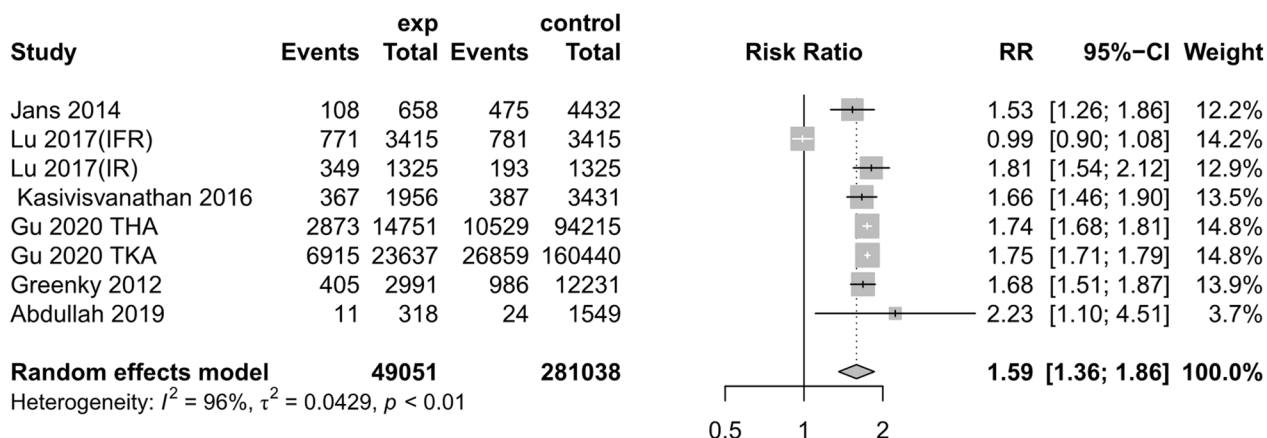 exp control
Study Events Total Events Total Risk Ratio RR 95%−CI Weight
Jans 2014 108 658 475 4432 1.53 [1.26; 1.86] 12.2%
Lu 2017(IFR) 771 3415 781 3415 0.99 [0.90; 1.08] 14.2%
Lu 2017(IR) 349 1325 193 1325 1.81 [1.54; 2.12] 12.9%
Kasivisvanathan 2016 367 1956 387 3431 1.66 [1.46; 1.90] 13.5%
Gu 2020 THA 2873 14751 10529 94215 1.74 [1.68; 1.81] 14.8%
Gu 2020 TKA 6915 23637 26859 160440 1.75 [1.71; 1.79] 14.8%
Greenky 2012 405 2991 986 12231 1.68 [1.51; 1.87] 13.9%
Abdullah 2019 11 318 24 1549 2.23 [1.10; 4.51] 3.7%
Random effects model 49051 281038 1.59 [1.36; 1.86] 100.0%
Heterogeneity: I² = 96%, τ² = 0.0429, p < 0.01
0.5 1 2